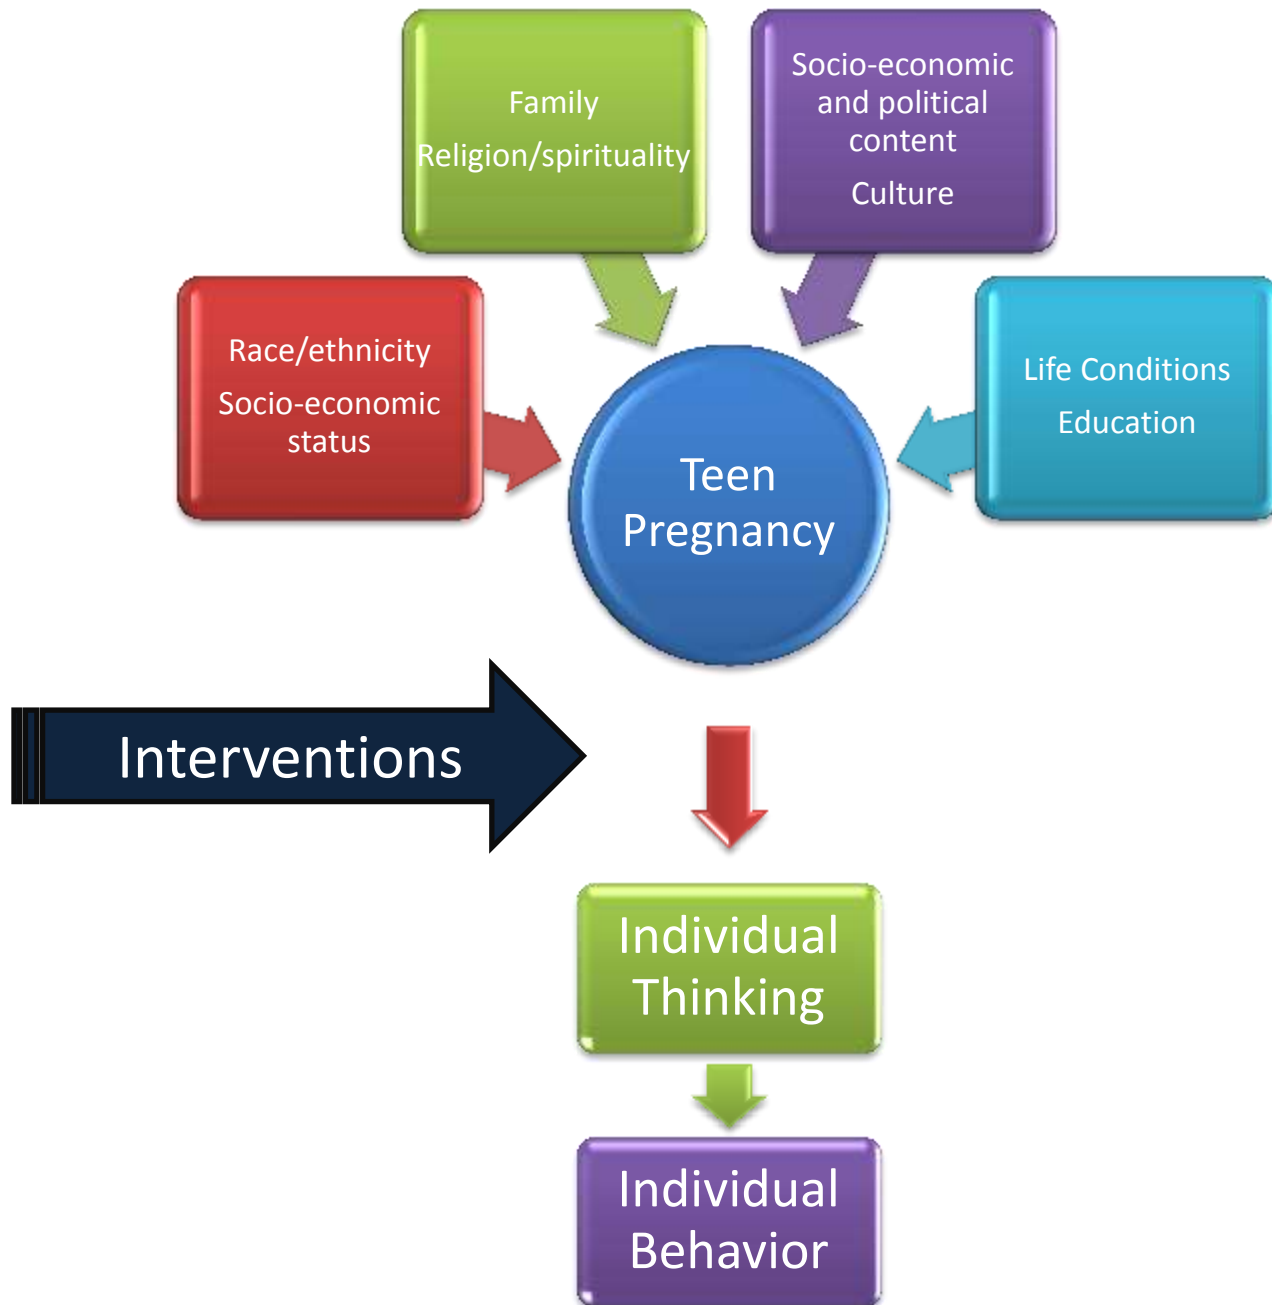 Family
Religion/spirituality
Socio-economic
and political
content
Culture
Race/ethnicity
Socio-economic
status
Life Conditions
Education
Teen
Pregnancy
Interventions
Individual
Thinking
Individual
Behavior